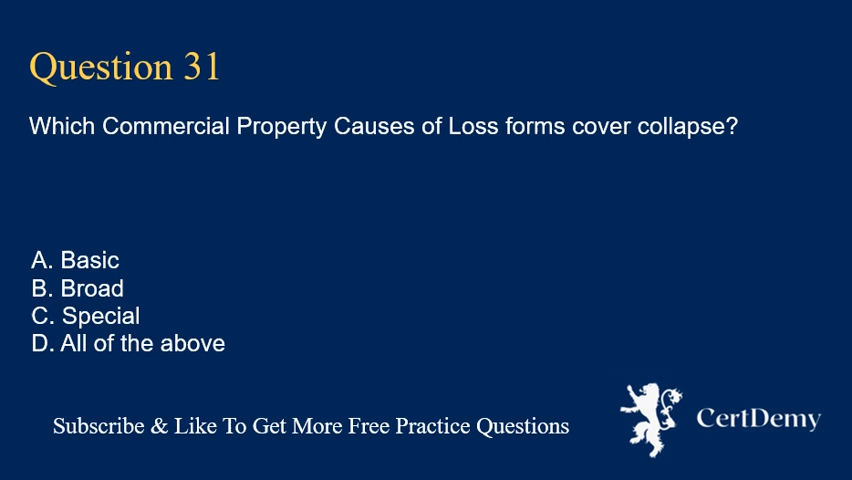 Question 31
Which Commercial Property Causes of Loss forms cover collapse?
A. Basic
B. Broad
C. Special
D. All of the above
Subscribe & Like To Get More Free Practice Questions
CertDemy